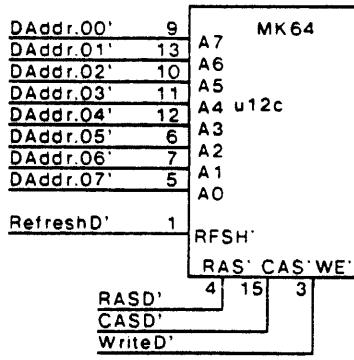 MK64
DAddr.00' 9 A7
DAddr.01' 13 A6
DAddr.02' 10 A5
DAddr.03' 11 A4 u12c
DAddr.04' 12 A3
DAddr.05' 6 A2
DAddr.06' 7 A1
DAddr.07' 5 A0
RefreshD' 1 RFSH'
RAS' CAS' WE'
4 15 3
RASD'
CASD'
WriteD'